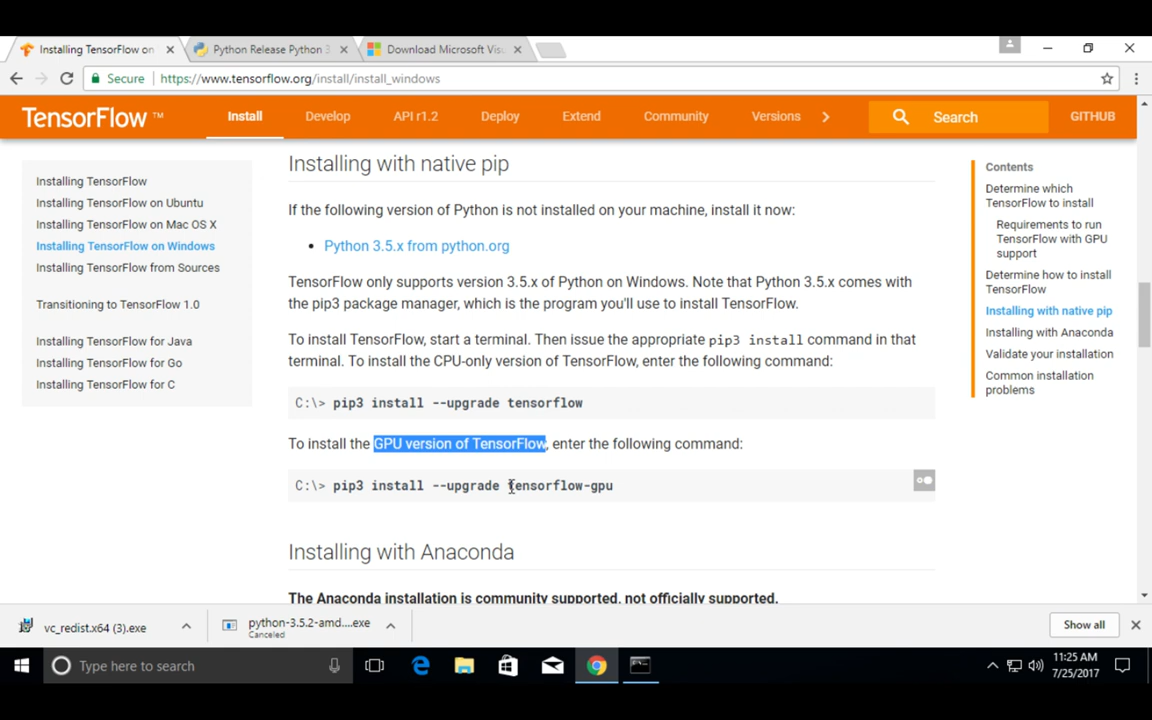 Installing TensorFlow on
Python Release Python 3
Download Microsoft Visu
Secure
https://www.tensorflow.org/install/install_windows
TensorFlow ™
Install
Develop
API r1.2
Deploy
Extend
Community
Versions
Search
GITHUB
Installing TensorFlow
Installing TensorFlow on Ubuntu
Installing TensorFlow on Mac OS X
Installing TensorFlow on Windows
Installing TensorFlow from Sources
Transitioning to TensorFlow 1.0
Installing TensorFlow for Java
Installing TensorFlow for Go
Installing TensorFlow for C
Installing with native pip
If the following version of Python is not installed on your machine, install it now:
• Python 3.5.x from python.org
TensorFlow only supports version 3.5.x of Python on Windows. Note that Python 3.5.x comes with
the pip3 package manager, which is the program you'll use to install TensorFlow.
To install TensorFlow, start a terminal. Then issue the appropriate pip3 install command in that
terminal. To install the CPU-only version of TensorFlow, enter the following command:
C:\> pip3 install --upgrade tensorflow
To install the GPU version of TensorFlow, enter the following command:
C:\> pip3 install --upgrade tensorflow-gpu
Installing with Anaconda
The Anaconda installation is community supported, not officially supported.
Contents
Determine which
TensorFlow to install
Requirements to run
TensorFlow with GPU
support
Determine how to install
TensorFlow
Installing with native pip
Installing with Anaconda
Validate your installation
Common installation
problems
vc_redist.x64 (3).exe
python-3.5.2-amd....exe
Canceled
Show all
Type here to search
11:25 AM
7/25/2017